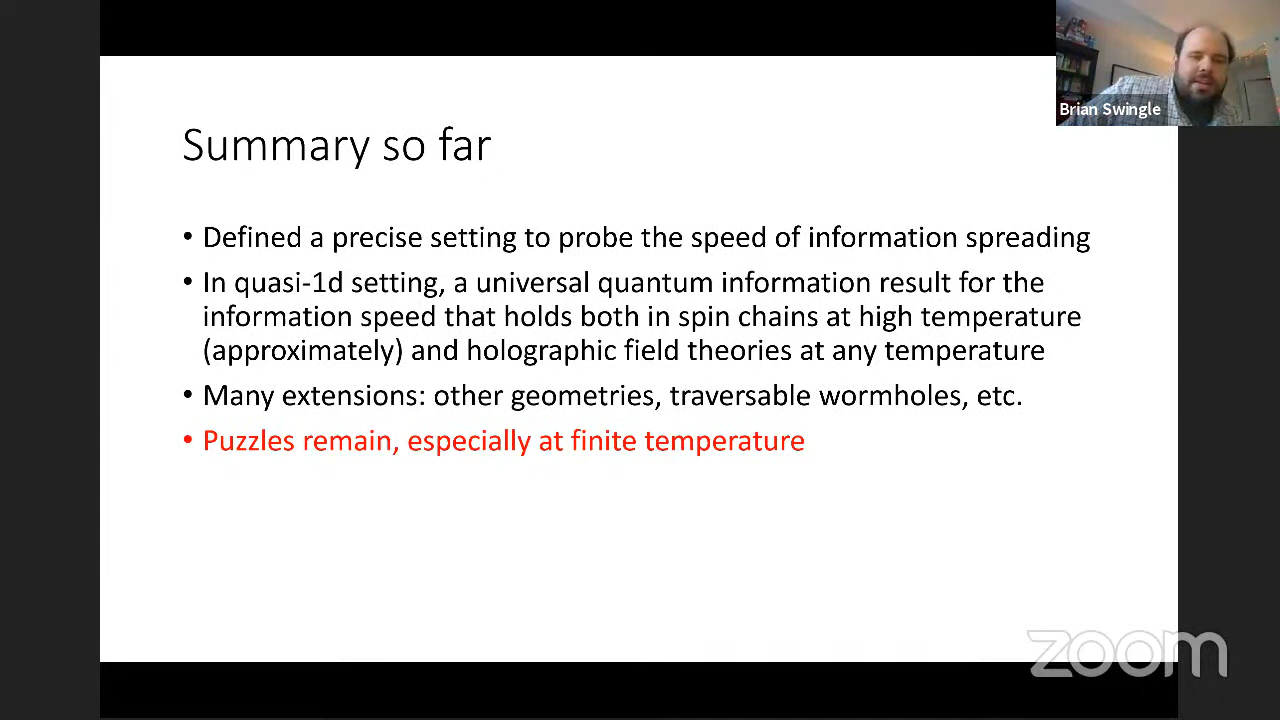 Brian Swingle
Summary so far
• Defined a precise setting to probe the speed of information spreading
• In quasi-1d setting, a universal quantum information result for the
information speed that holds both in spin chains at high temperature
(approximately) and holographic field theories at any temperature
• Many extensions: other geometries, traversable wormholes, etc.
• Puzzles remain, especially at finite temperature
zoom